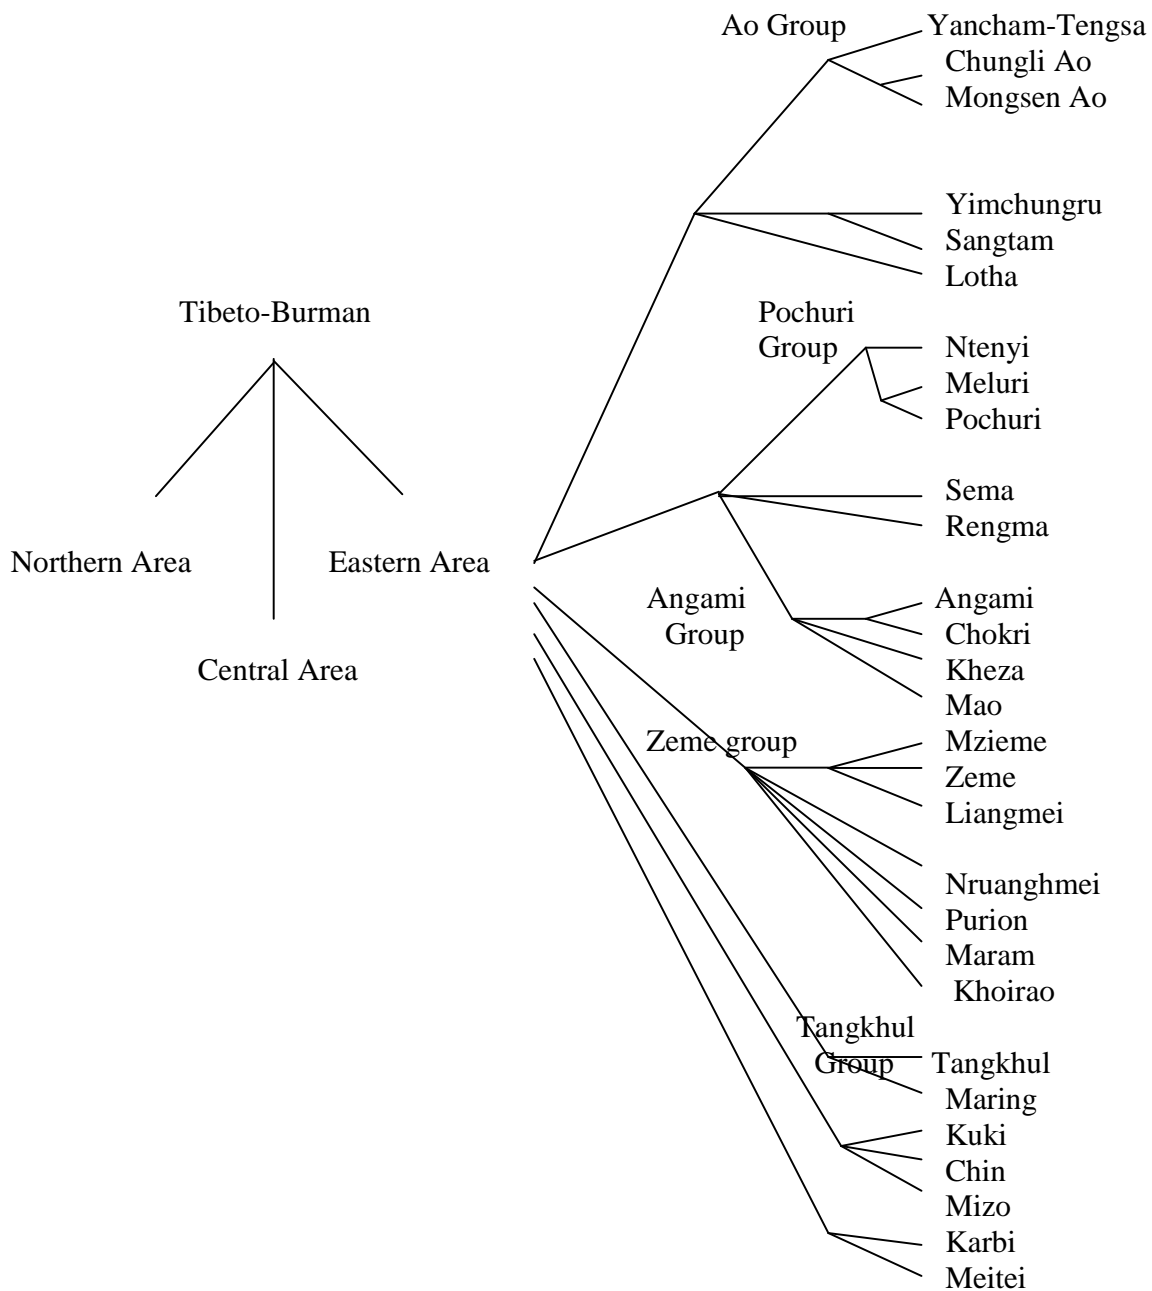 Ao Group
Yancham-Tengsa
Chungli Ao
Mongsen Ao
Yimchungru
Sangtam
Lotha
Tibeto-Burman
Pochuri
Group
Ntenyi
Meluri
Pochuri
Sema
Rengma
Northern Area
Eastern Area
Central Area
Angami
Group
Angami
Chokri
Kheza
Mao
Zeme group
Mzieme
Zeme
Liangmei
Nruanghmei
Purion
Maram
Khoirao
Tangkhul
Group
Tangkhul
Maring
Kuki
Chin
Mizo
Karbi
Meitei